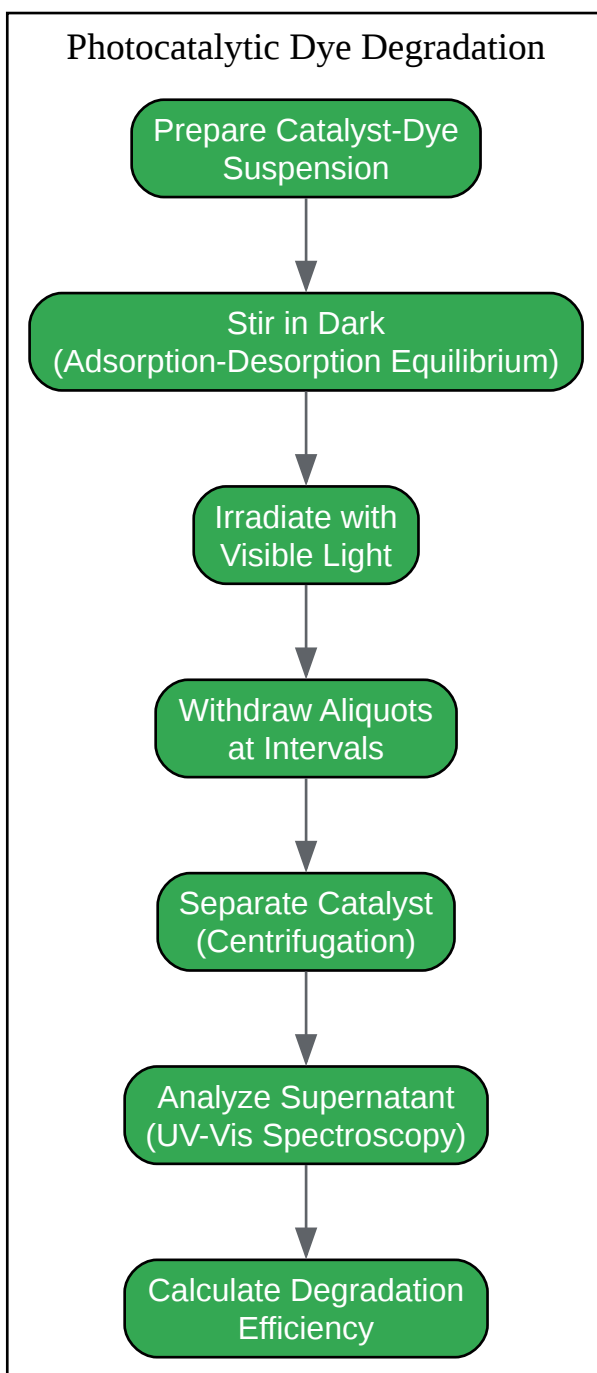 Photocatalytic Dye Degradation
Prepare Catalyst-Dye
Suspension
Stir in Dark
(Adsorption-Desorption Equilibrium)
Irradiate with
Visible Light
Withdraw Aliquots
at Intervals
Separate Catalyst
(Centrifugation)
Analyze Supernatant
(UV-Vis Spectroscopy)
Calculate Degradation
Efficiency